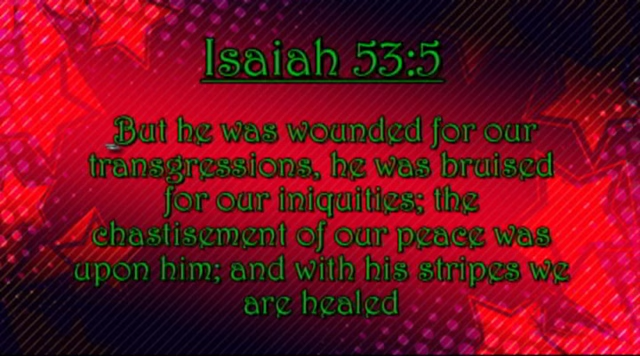 Isaiah 53:5
But he was wounded for our
transgressions, he was bruised
for our iniquities; the
chastisement of our peace was
upon him; and with his stripes we
are healed